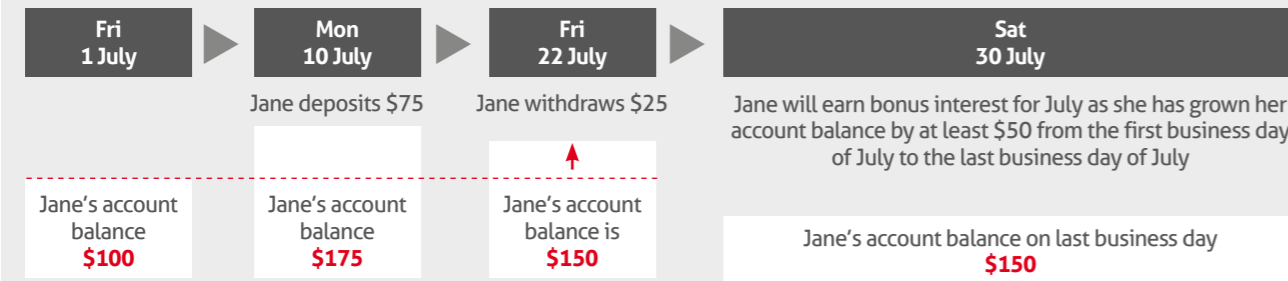 Fri
1 July
Mon
10 July
Fri
22 July
Sat
30 July
Jane deposits $75
Jane withdraws $25
Jane will earn bonus interest for July as she has grown her
account balance by at least $50 from the first business day
of July to the last business day of July
Jane's account
balance
$100
Jane's account
balance
$175
Jane's account
balance is
$150
Jane's account balance on last business day
$150